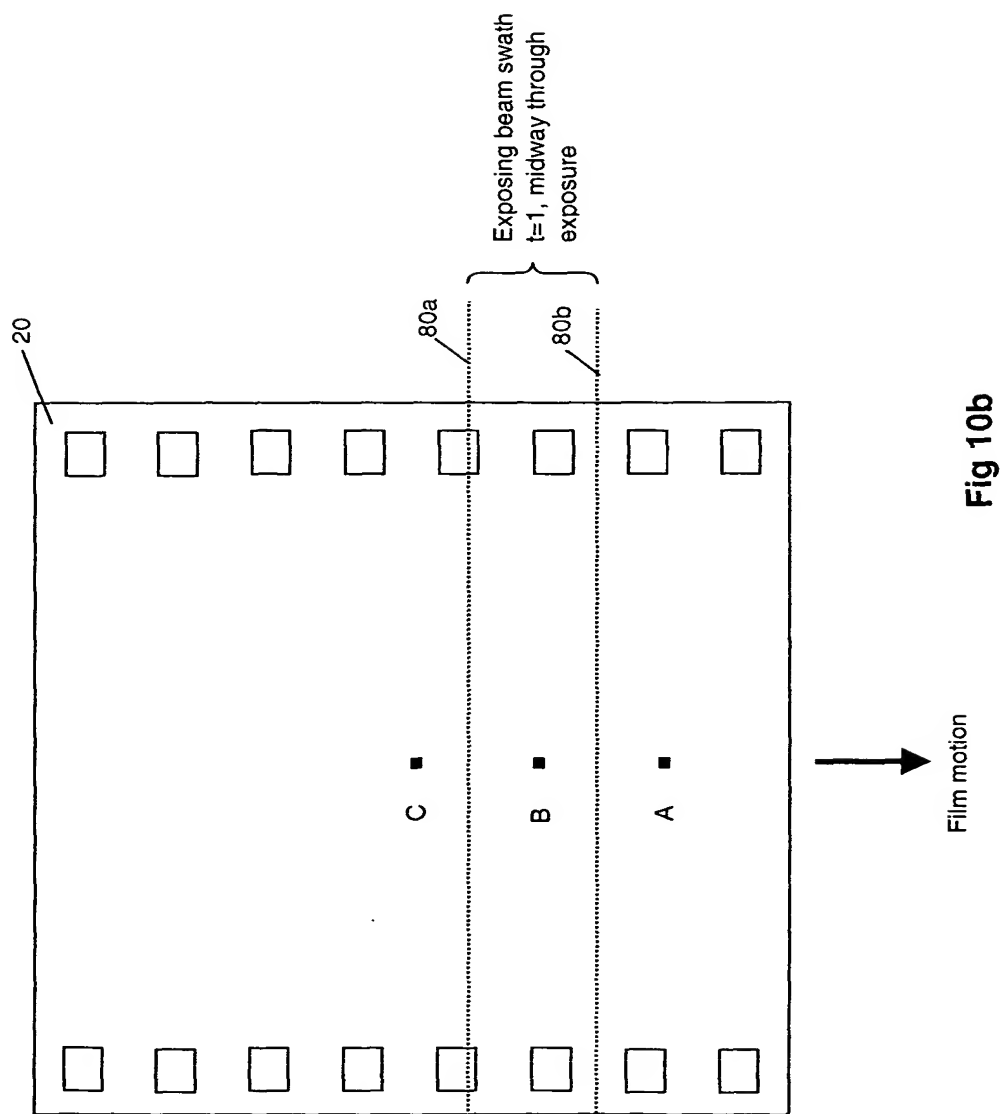 20
80a
80b
Exposing beam swath
t=1, midway through
exposure
C
B
A
Film motion
Fig 10b